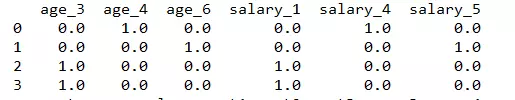 age_3 age_4 age_6 salary_1 salary_4 salary_5
0 0.0 1.0 0.0 0.0 1.0 0.0
1 0.0 0.0 1.0 0.0 0.0 1.0
2 1.0 0.0 0.0 1.0 0.0 0.0
3 1.0 0.0 0.0 1.0 0.0 0.0